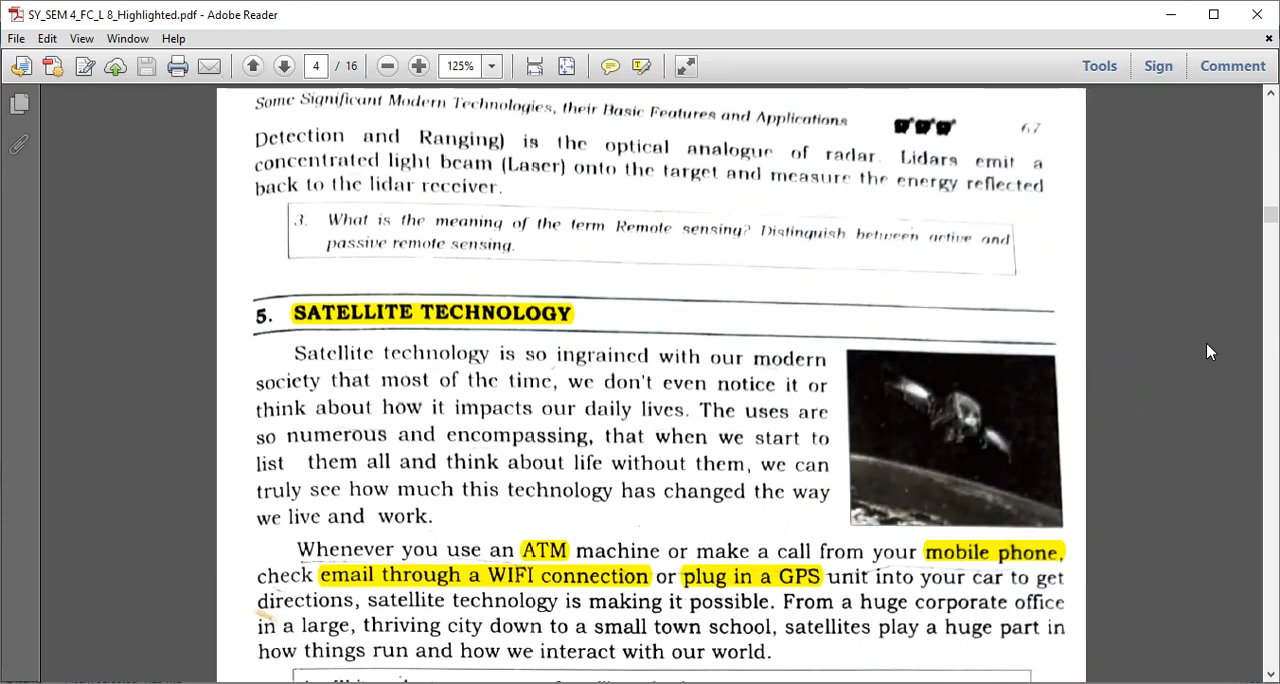 SY_SEM 4_FC_L 8_Highlighted.pdf - Adobe Reader
File Edit View Window Help
4 / 16 125% Tools Sign Comment
Some Significant Modern Technologies, their Basic Features and Applications 67
Detection and Ranging) is the optical analogue of radar. Lidars emit a
concentrated light beam (Laser) onto the target and measure the energy reflected
back to the lidar receiver.
3. What is the meaning of the term Remote sensing? Distinguish between active and
passive remote sensing.
5. SATELLITE TECHNOLOGY
Satellite technology is so ingrained with our modern
society that most of the time, we don't even notice it or
think about how it impacts our daily lives. The uses are
so numerous and encompassing, that when we start to
list them all and think about life without them, we can
truly see how much this technology has changed the way
we live and work.
Whenever you use an ATM machine or make a call from your mobile phone,
check email through a WIFI connection or plug in a GPS unit into your car to get
directions, satellite technology is making it possible. From a huge corporate office
in a large, thriving city down to a small town school, satellites play a huge part in
how things run and how we interact with our world.